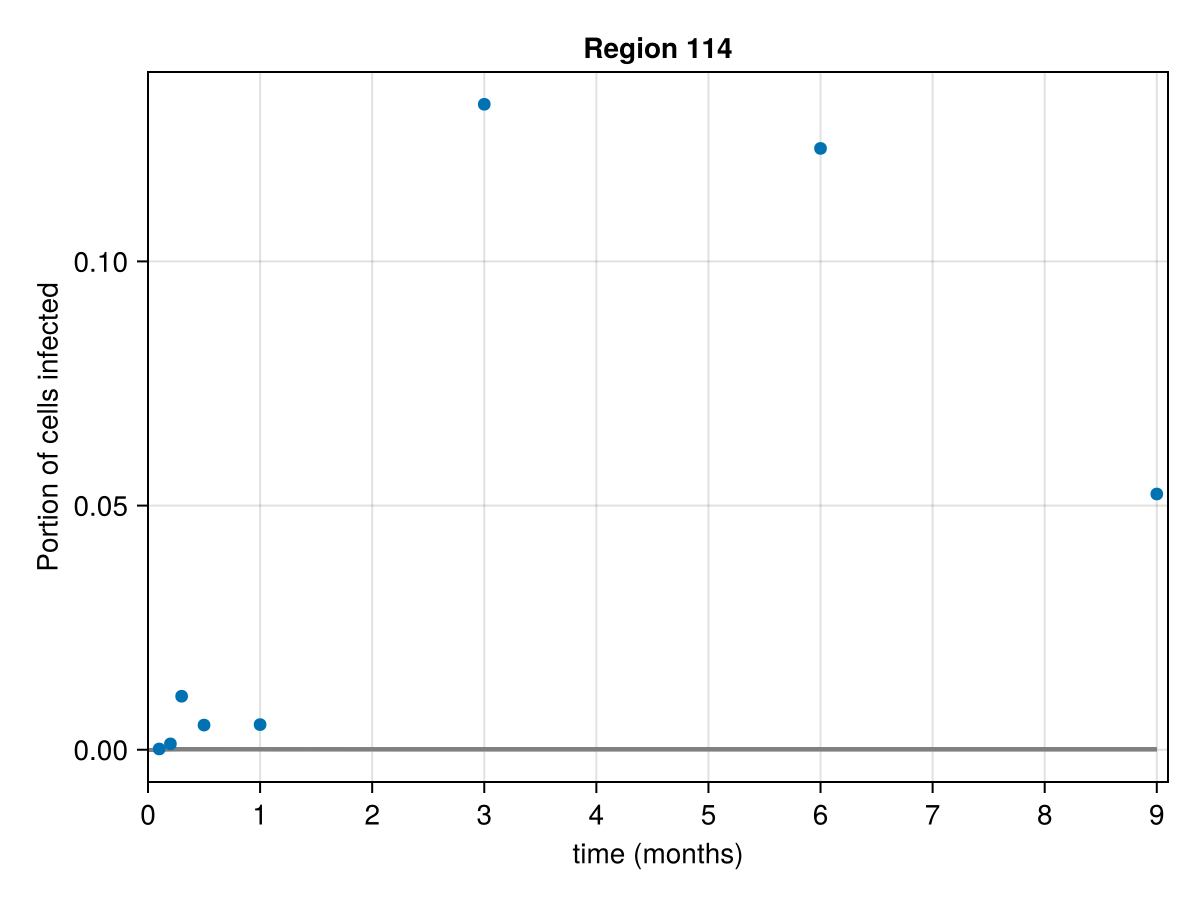 Region 114
Portion of cells infected
0.10
0.05
0.00
0 1 2 3 4 5 6 7 8 9
time (months)